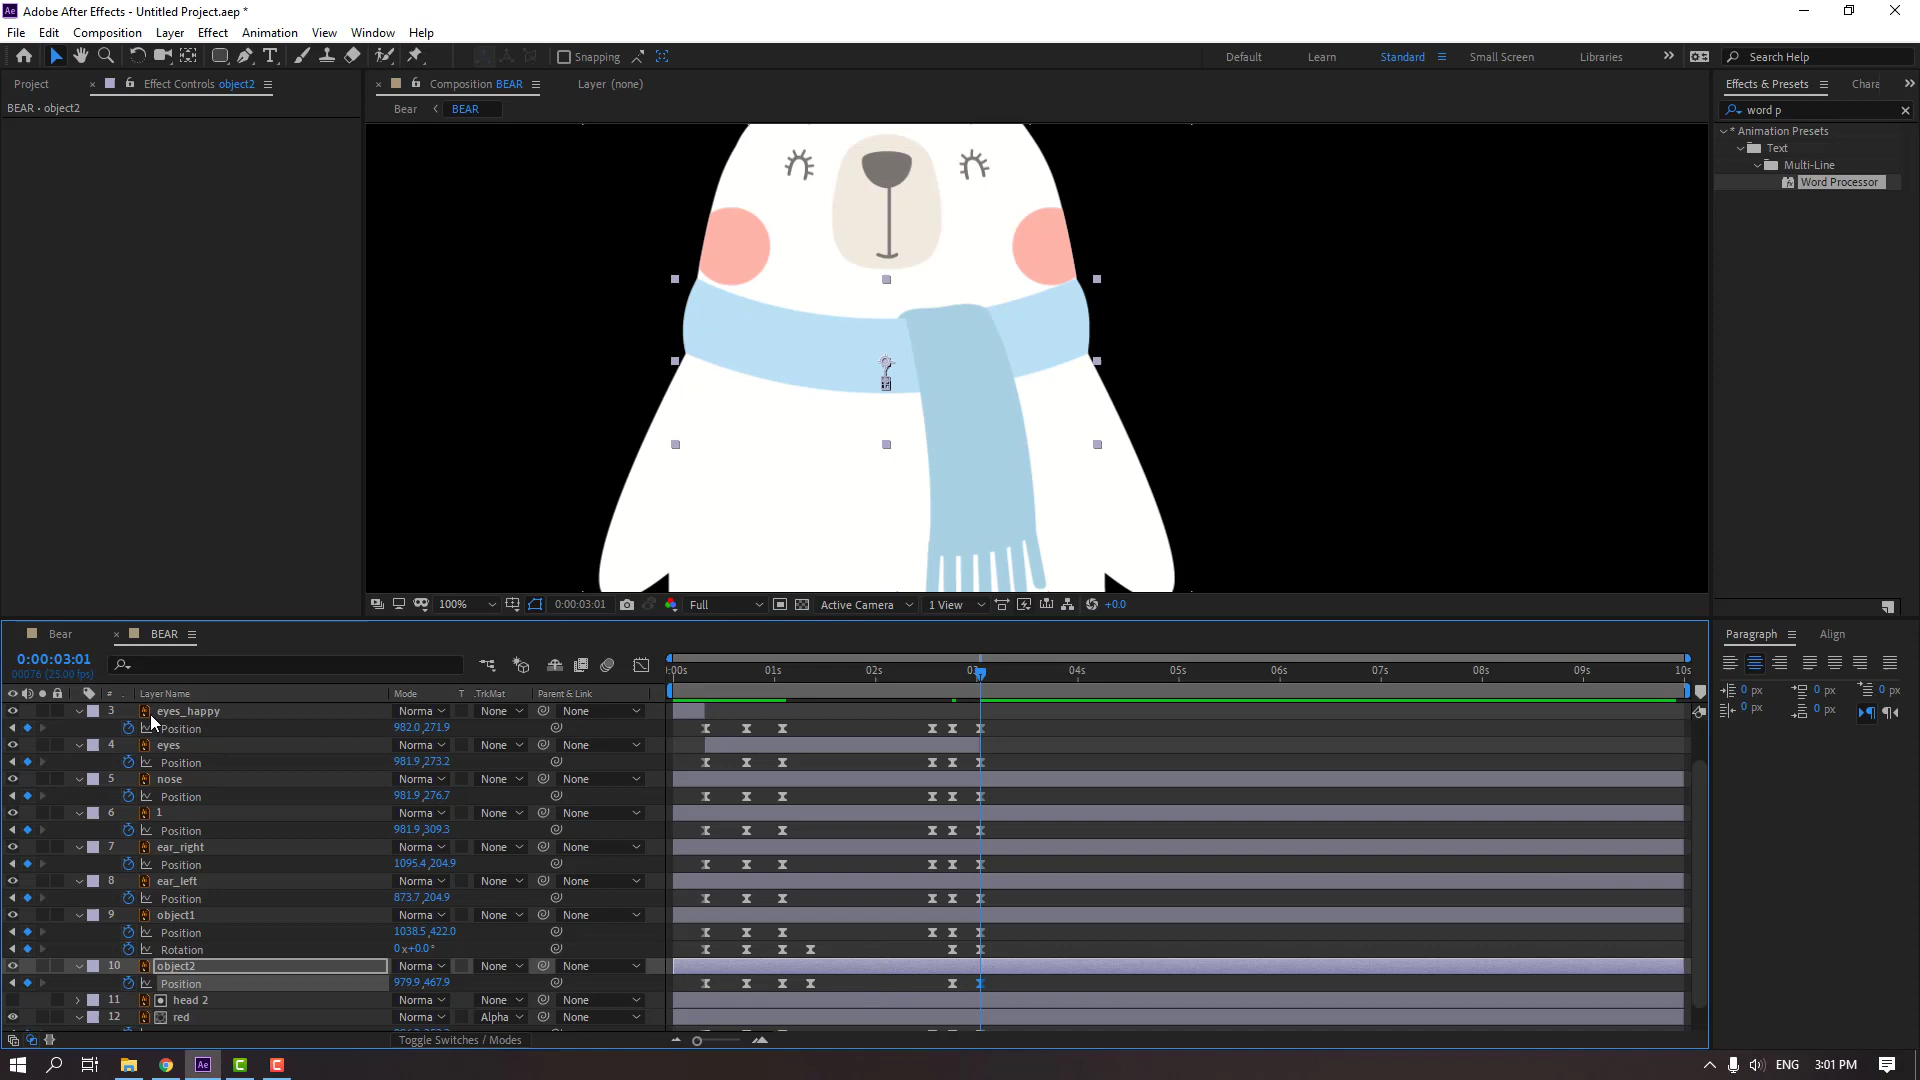 Adobe After Effects - Untitled Project.aep *
File Edit Composition Layer Effect Animation View Window Help
Snapping Default Learn Standard Small Screen Libraries Search Help
Project Effect Controls object2 Composition BEAR Layer (none) Effects & Presets Chara
BEAR • object2 Bear BEAR word p
* Animation Presets
Text
Multi-Line
Word Processor
100% 0:00:03:01 Full Active Camera 1 View +0.0
Bear BEAR Paragraph Align
0:00:03:01
00076 (25.00 fps)
:00s 01s 02s 03s 04s 05s 06s 07s 08s 09s 10s
# Layer Name Mode T .TrkMat Parent & Link
0 px 0 px 0 px
0 px 0 px
3 eyes_happy Norma None None
Position 982.0,271.9
4 eyes Norma None None
Position 981.9,273.2
5 nose Norma None None
Position 981.9,276.7
6 1 Norma None None
Position 981.9,309.3
7 ear_right Norma None None
Position 1095.4,204.9
8 ear_left Norma None None
Position 873.7,204.9
9 object1 Norma None None
Position 1038.5,422.0
Rotation 0x+0.0°
10 object2 Norma None None
Position 979.9,467.9
11 head 2 Norma None None
12 red Norma Alpha None
Toggle Switches / Modes
Ae ENG 3:01 PM